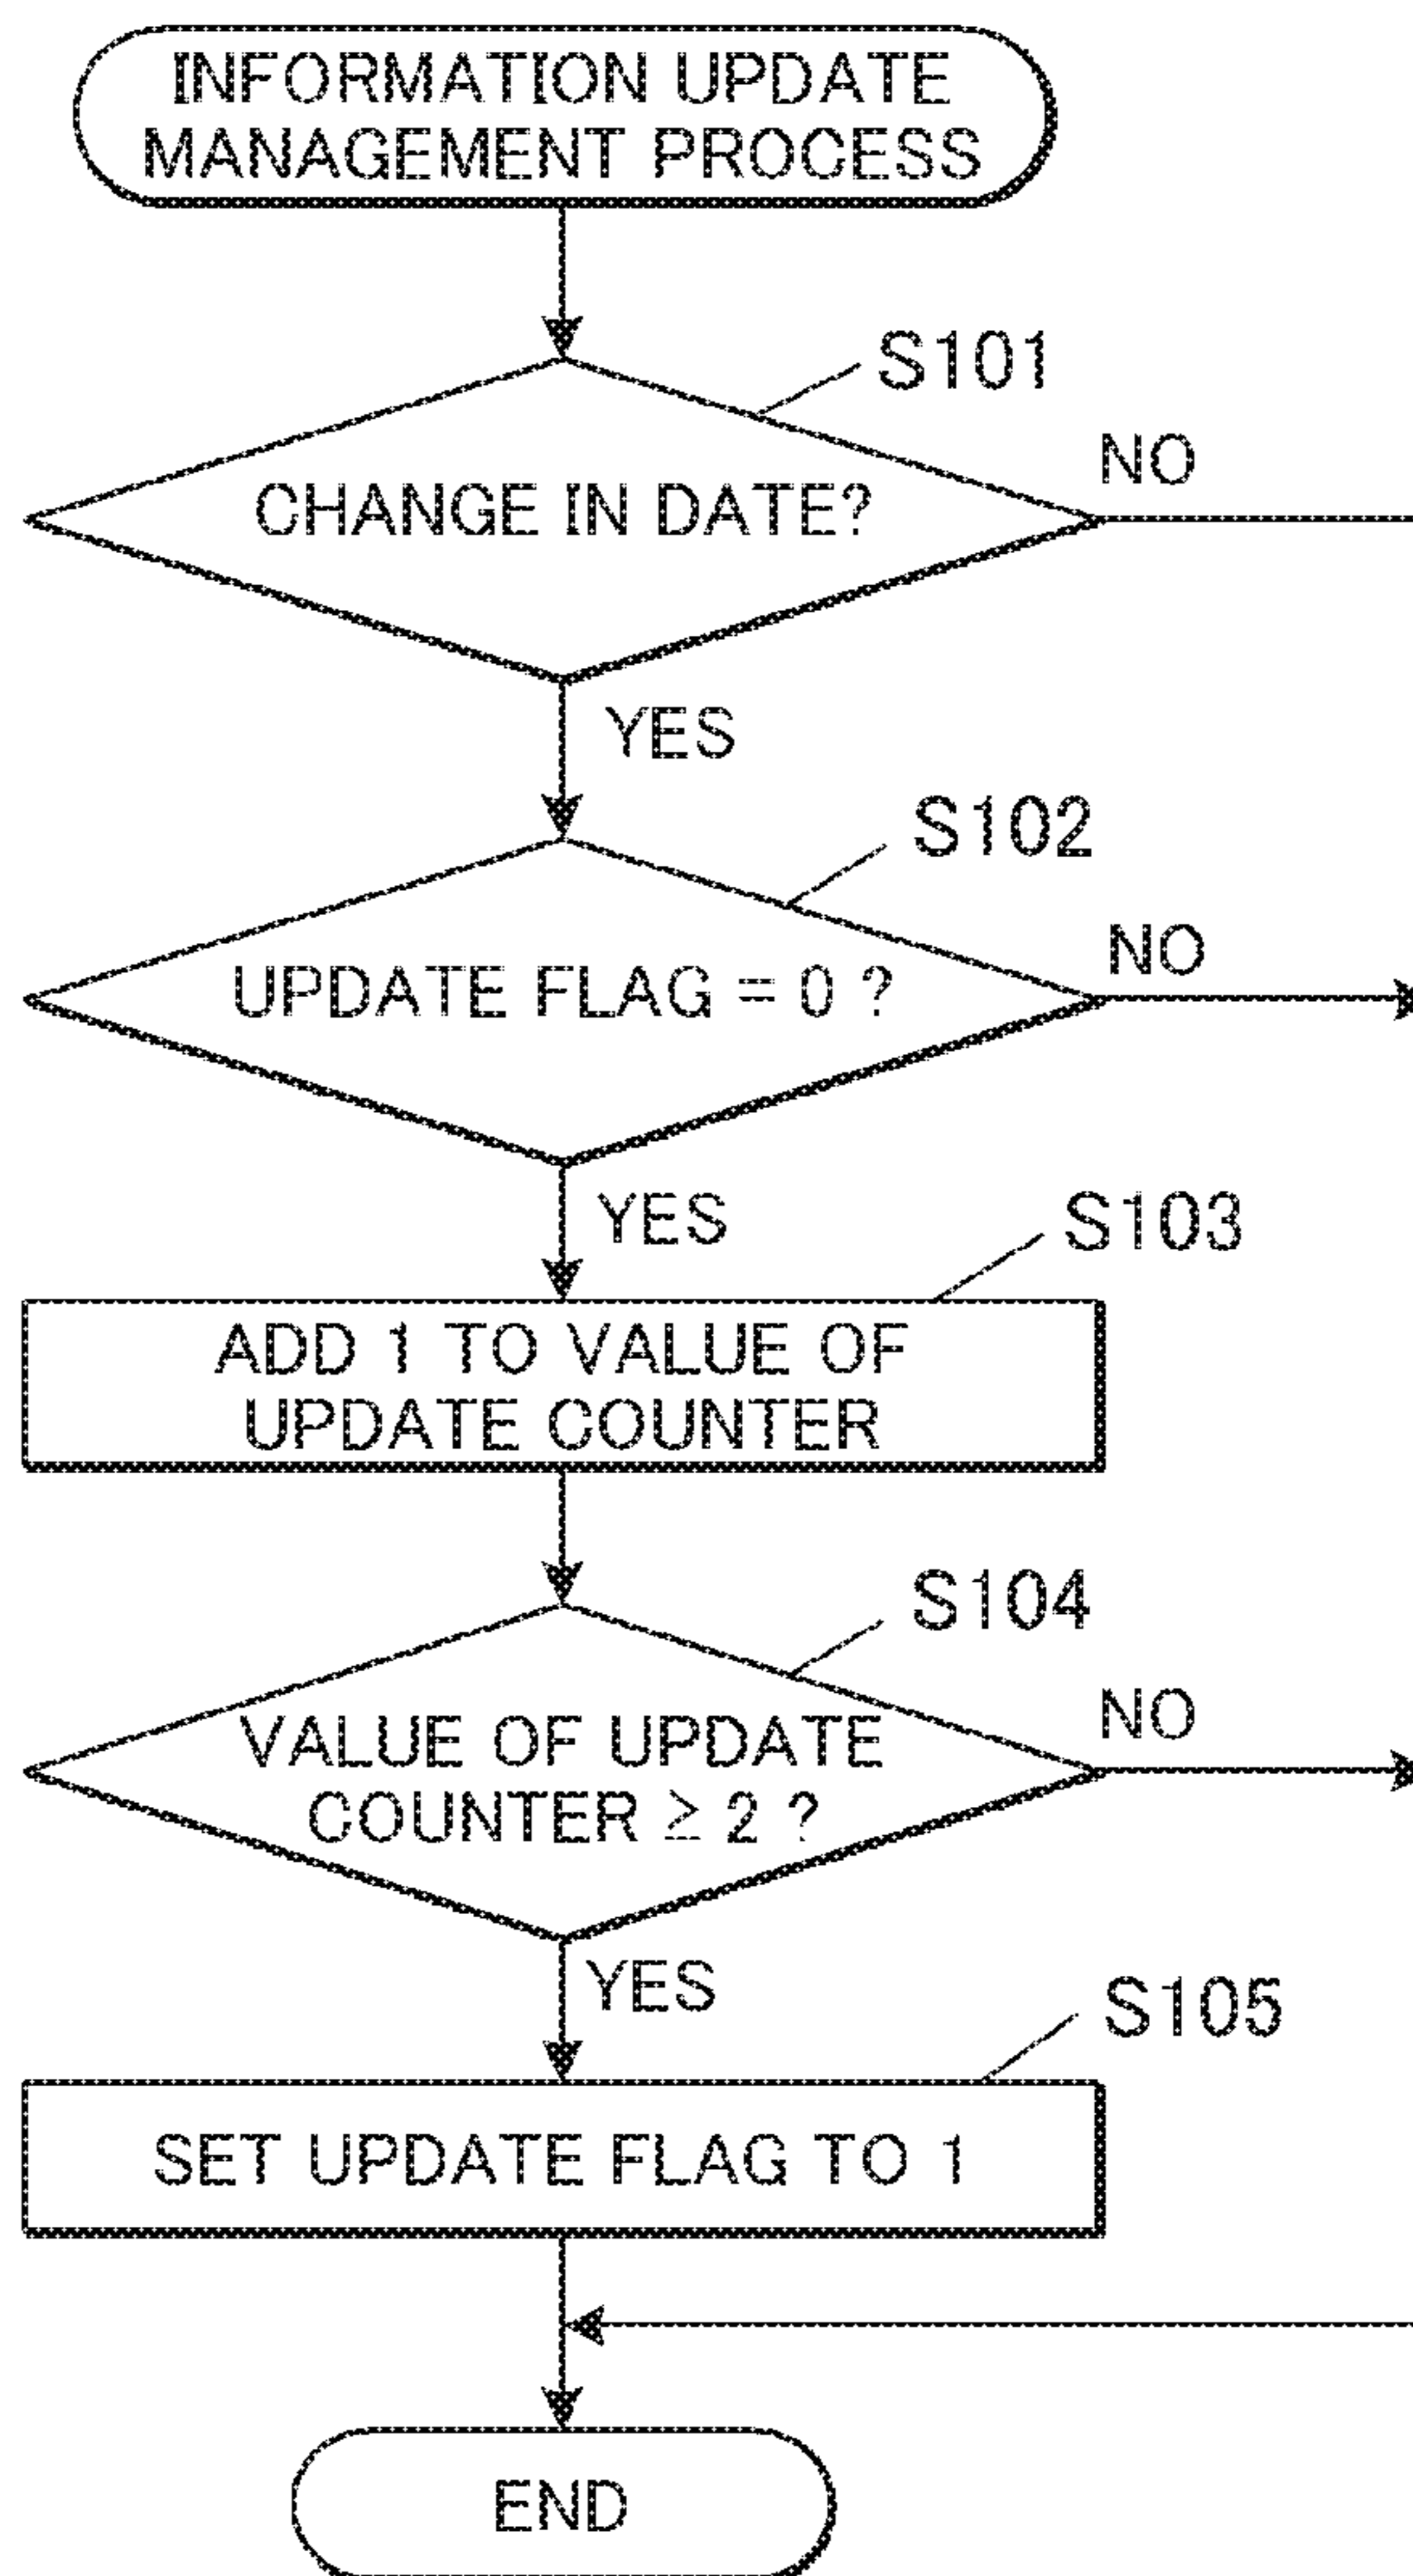 INFORMATION UPDATE
MANAGEMENT PROCESS
S101
CHANGE IN DATE?
NO
YES
S102
UPDATE FLAG = 0 ?
NO
YES
S103
ADD 1 TO VALUE OF
UPDATE COUNTER
S104
VALUE OF UPDATE
COUNTER ≥ 2 ?
NO
YES
S105
SET UPDATE FLAG TO 1
END